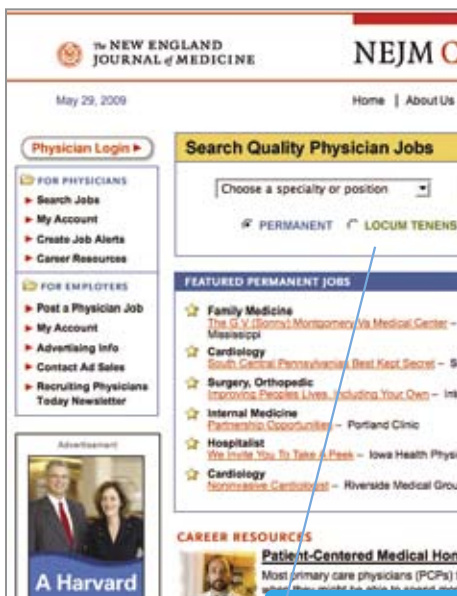 The NEW ENGLAND
JOURNAL of MEDICINE
NEJM C
May 29, 2009
Home | About Us
Physician Login
FOR PHYSICIANS
Search Jobs
My Account
Create Job Alerts
Career Resources
FOR EMPLOYERS
Post a Physician Job
My Account
Advertising Info
Contact Ad Sales
Recruiting Physicians
Today Newsletter
Advertisement
A Harvard
Search Quality Physician Jobs
Choose a specialty or position
PERMANENT LOCUM TENENS
FEATURED PERMANENT JOBS
Family Medicine
The G.V. (Sonny) Montgomery Va Medical Center –
Mississippi
Cardiology
South Central Pennsylvanias Best Kept Secret – S
Surgery, Orthopedic
Improving Peoples Lives, Including Your Own – Inl
Internal Medicine
Partnership Opportunities – Portland Clinic
Hospitalist
We Invite You To Take A Peek – Iowa Health Physi
Cardiology
Noninvasive Cardiologist – Riverside Medical Grou
CAREER RESOURCES
Patient-Centered Medical Hom
Most primary care physicians (PCPs)